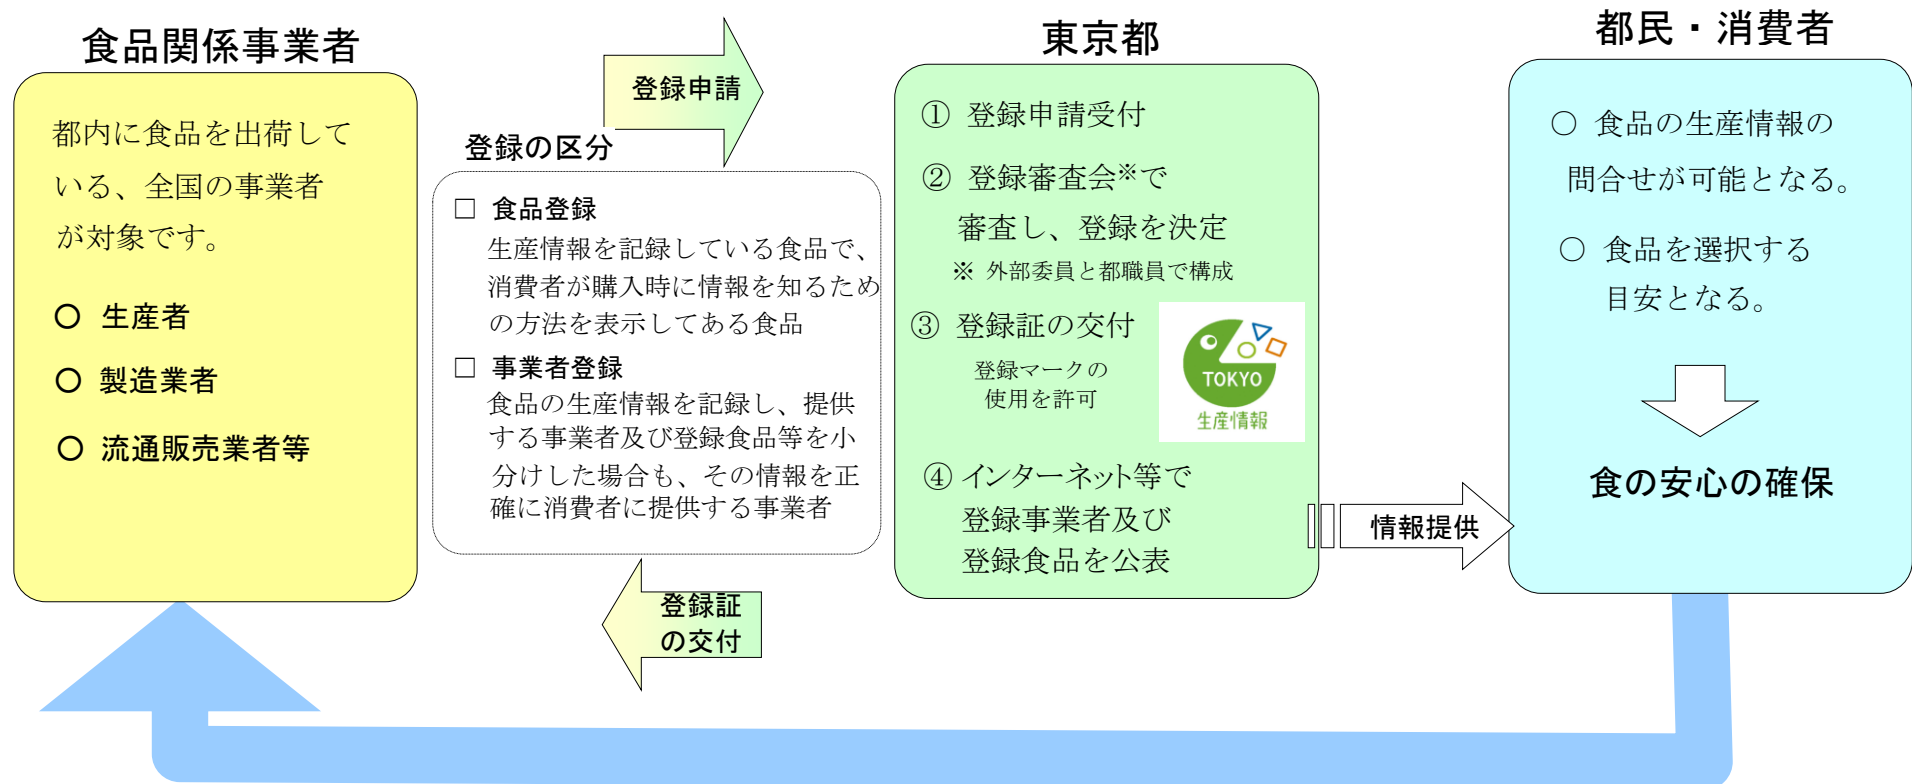 食品関係事業者
都内に食品を出荷して
いる、全国の事業者
が対象です。
○ 生産者
○ 製造業者
○ 流通販売業者等
登録申請
登録の区分
□ 食品登録
生産情報を記録している食品で、
消費者が購入時に情報を知るため
の方法を表示してある食品
□ 事業者登録
食品の生産情報を記録し、提供
する事業者及び登録食品等を小
分けした場合も、その情報を正
確に消費者に提供する事業者
登録証
の交付
東京都
① 登録申請受付
② 登録審査会※で
審査し、登録を決定
※ 外部委員と都職員で構成
③ 登録証の交付
登録マークの
使用を許可
TOKYO
生産情報
④ インターネット等で
登録事業者及び
登録食品を公表
情報提供
都民・消費者
○ 食品の生産情報の
問合せが可能となる。
○ 食品を選択する
目安となる。
食の安心の確保